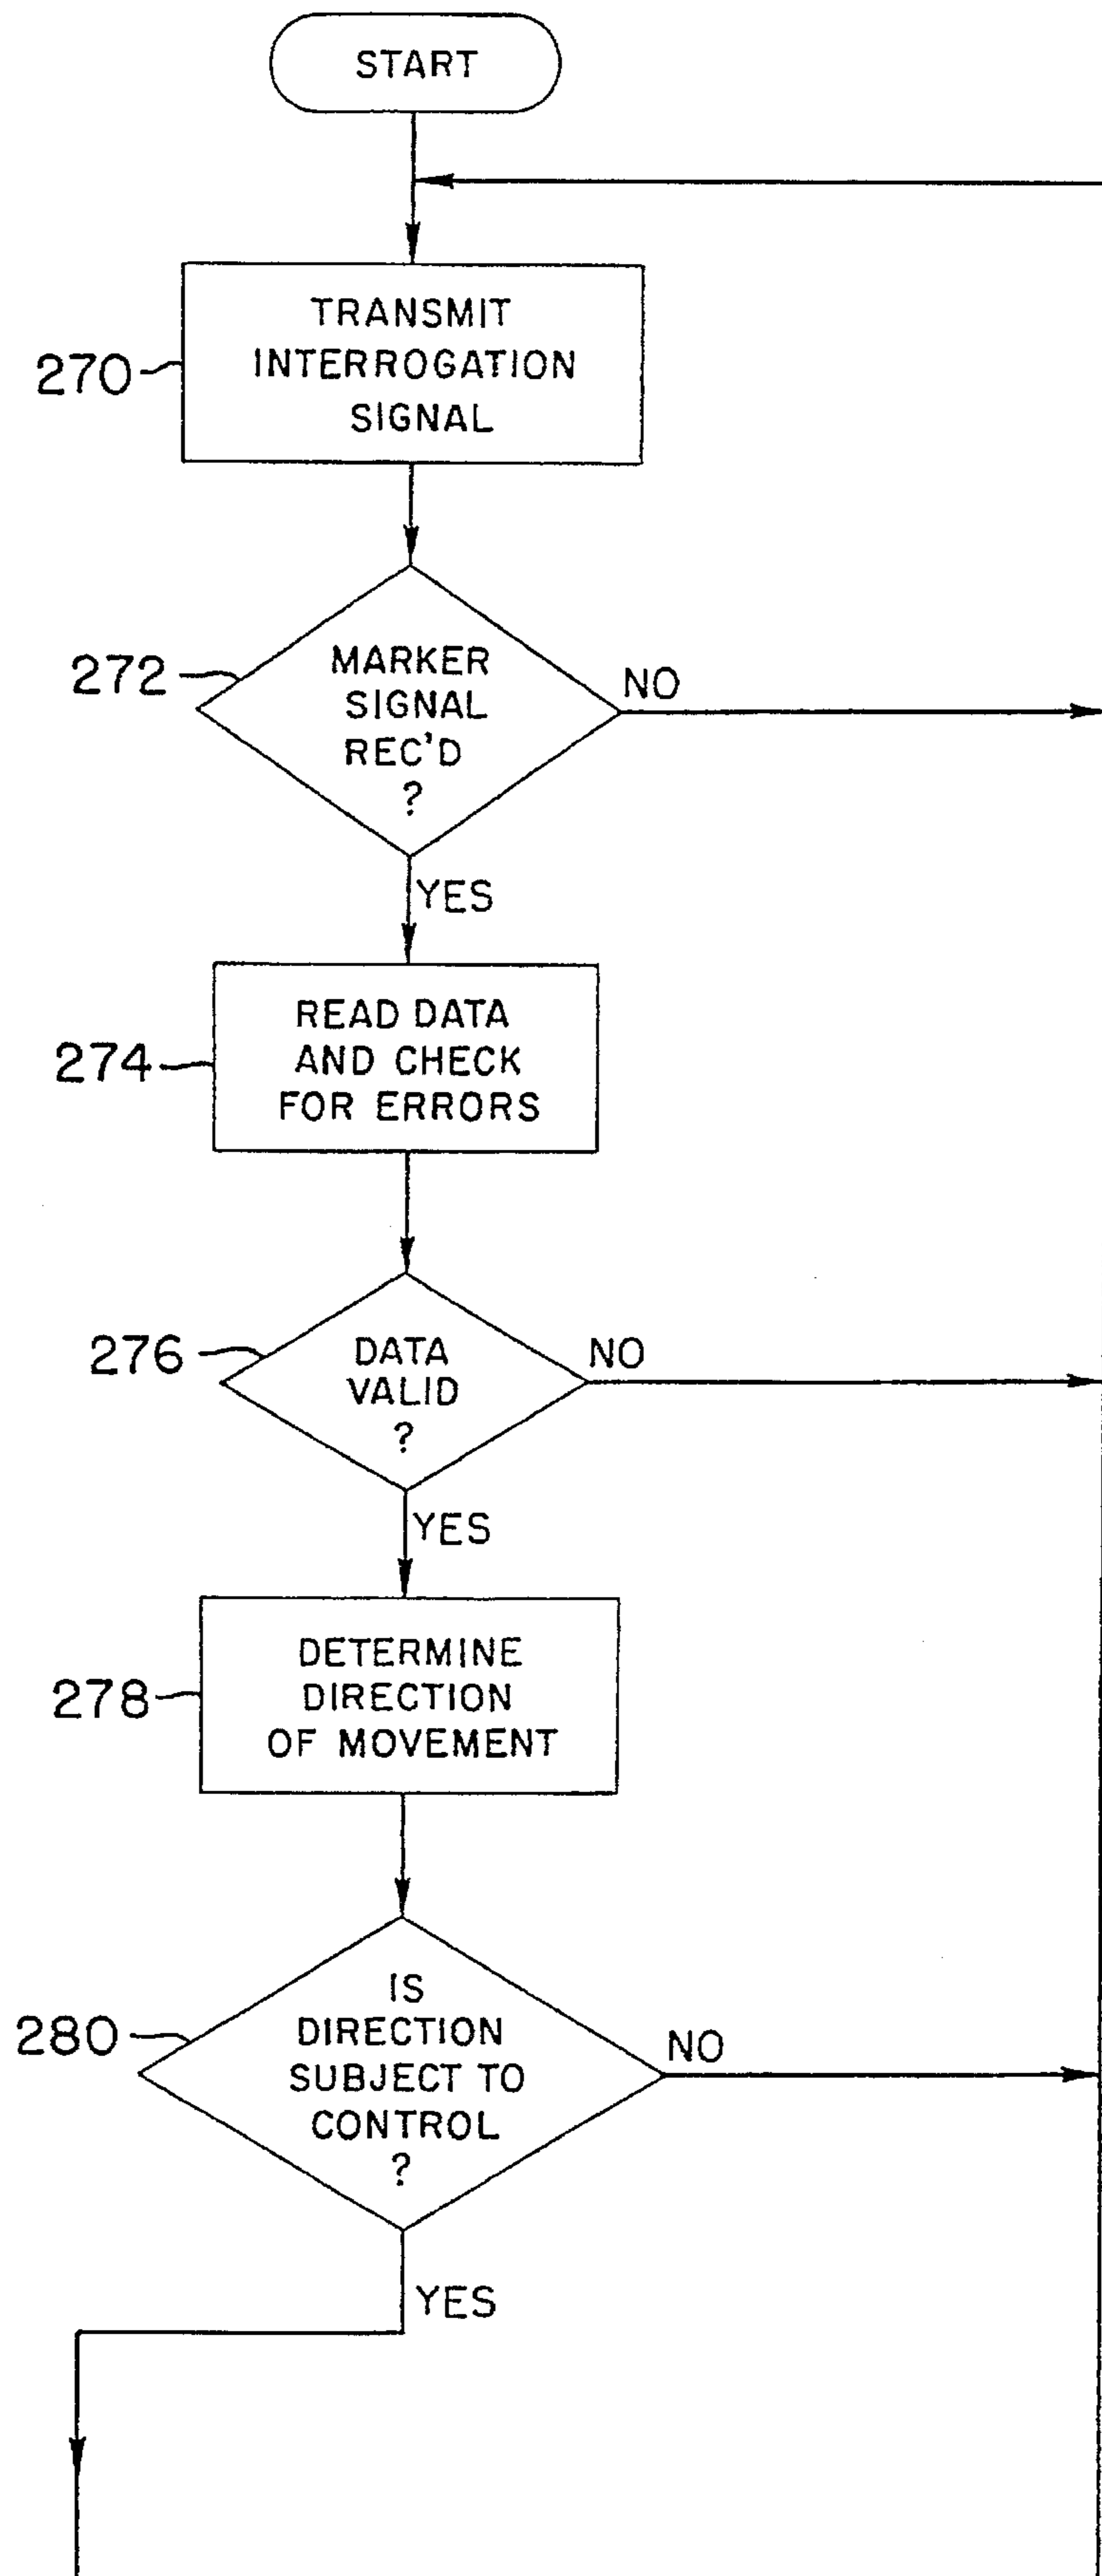 START
TRANSMIT
INTERROGATION
SIGNAL
270
272
MARKER
SIGNAL
REC'D
?
NO
YES
READ DATA
AND CHECK
FOR ERRORS
274
276
DATA
VALID
?
NO
YES
DETERMINE
DIRECTION
OF MOVEMENT
278
280
IS
DIRECTION
SUBJECT TO
CONTROL
?
NO
YES